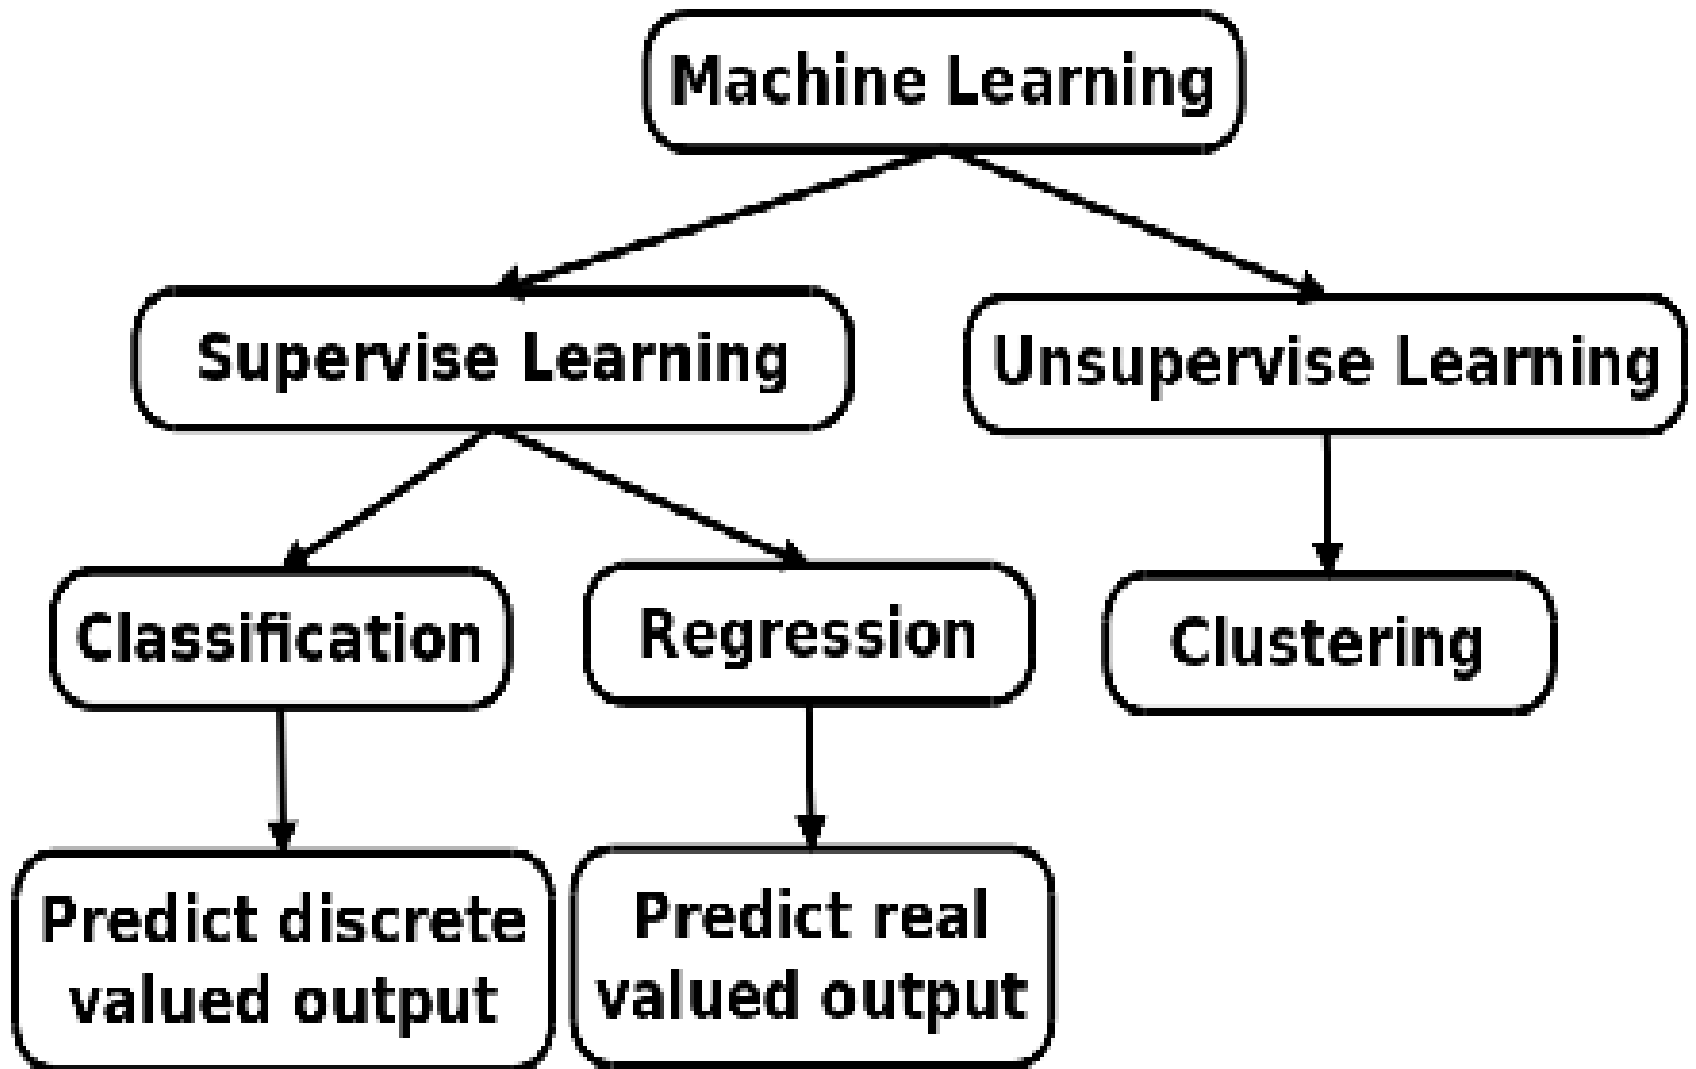 Machine Learning
Supervise Learning
Unsupervise Learning
Classification
Regression
Clustering
Predict discrete
valued output
Predict real
valued output